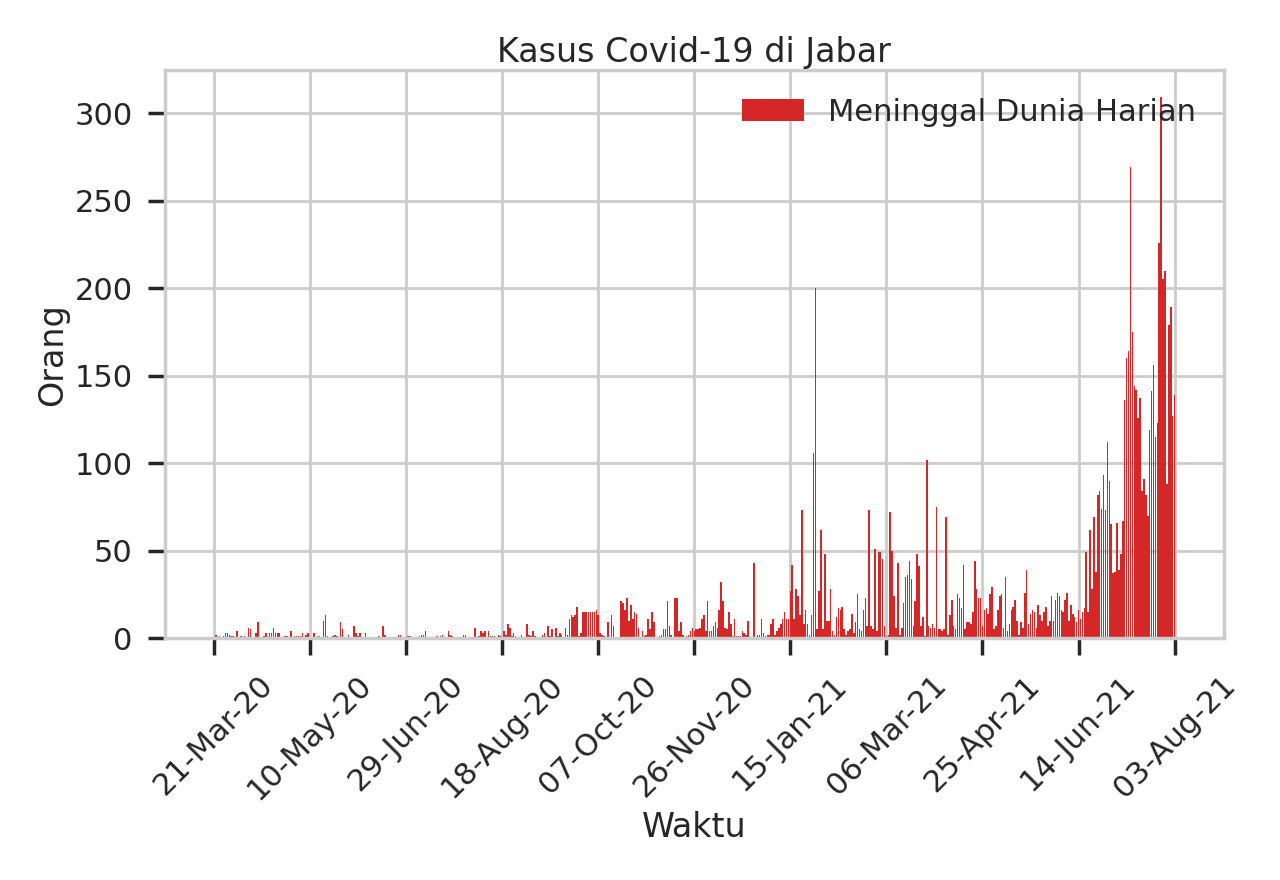 Kasus Covid-19 di Jabar
Meninggal Dunia Harian
300
250
200
150
100
50
0
Orang
21-Mar-20
10-May-20
29-Jun-20
18-Aug-20
07-Oct-20
26-Nov-20
15-Jan-21
06-Mar-21
25-Apr-21
14-Jun-21
03-Aug-21
Waktu